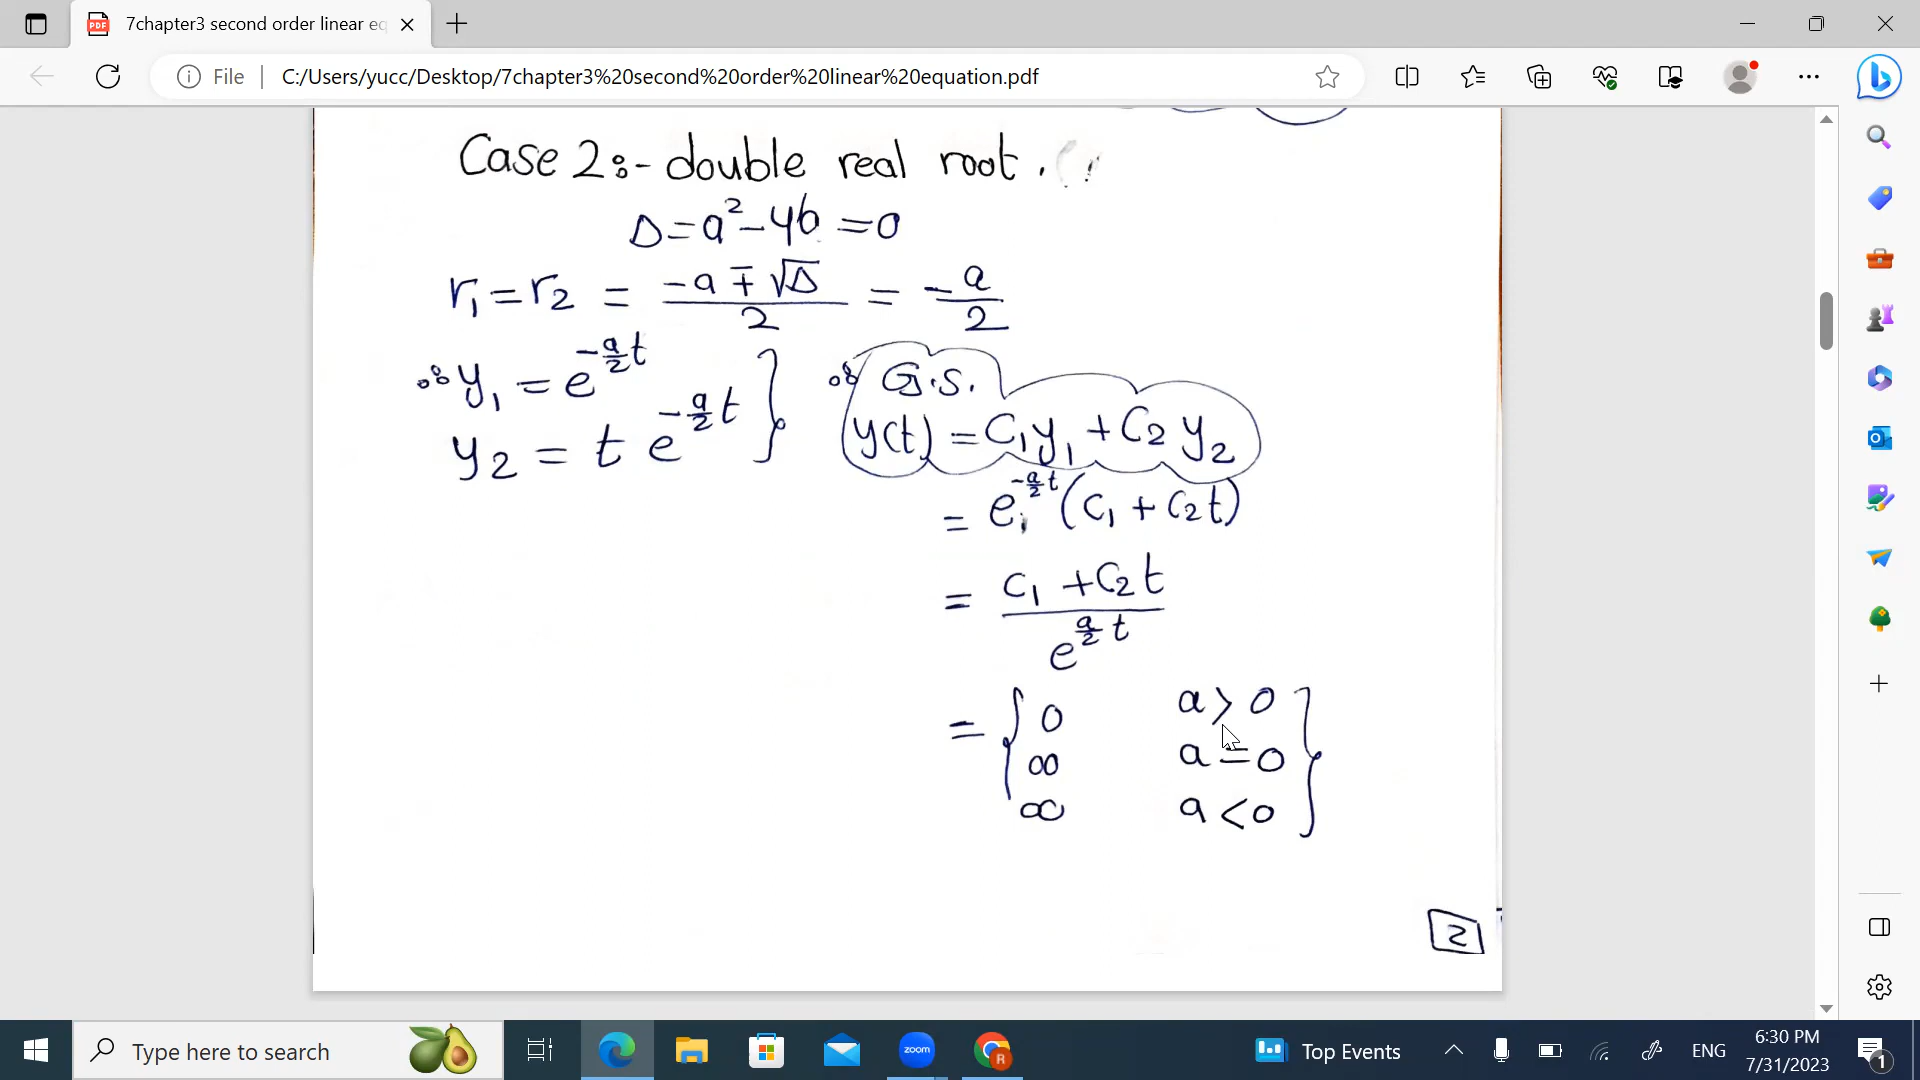 7chapter3 second order linear eq
File
C:/Users/yucc/Desktop/7chapter3%20second%20order%20linear%20equation.pdf
Case 2:- double real root.
Δ = a² - 4b = 0
r₁ = r₂ = (-a ∓ √Δ)/2 = -a/2
∴ y₁ = e^(-a/2 t)
y₂ = t e^(-a/2 t)
∴ G.S.
y(t) = C₁y₁ + C₂y₂
= e^(-a/2 t) (C₁ + C₂t)
= (C₁ + C₂t)/e^(a/2 t)
= { 0 a > 0
∞ a = 0
∞ a < 0 }
2
Type here to search
zoom
R
Top Events
ENG
6:30 PM
7/31/2023
1